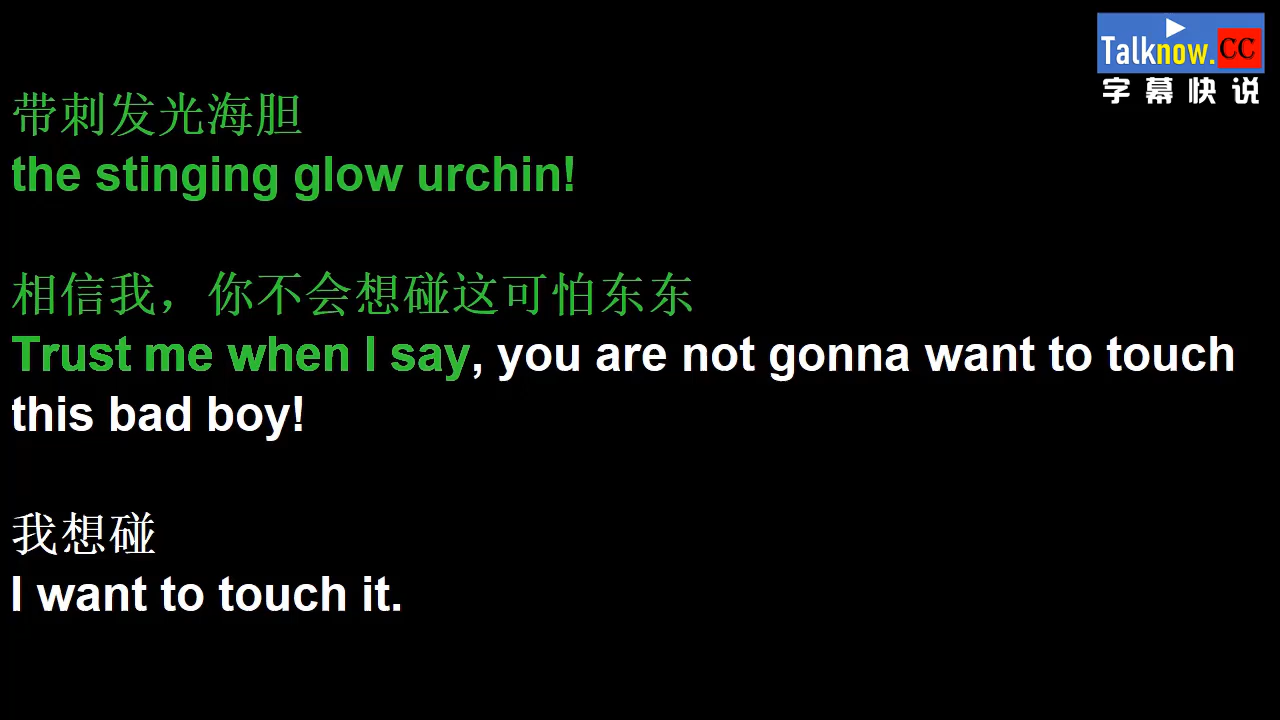 Talknow.CC
字幕快说
带刺发光海胆
the stinging glow urchin!
相信我，你不会想碰这可怕东东
Trust me when I say, you are not gonna want to touch
this bad boy!
我想碰
I want to touch it.